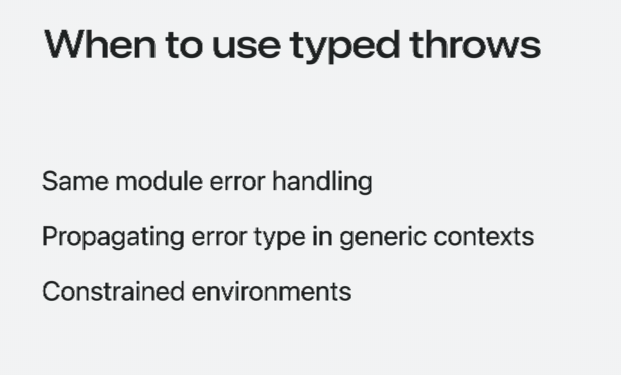 When to use typed throws
Same module error handling
Propagating error type in generic contexts
Constrained environments